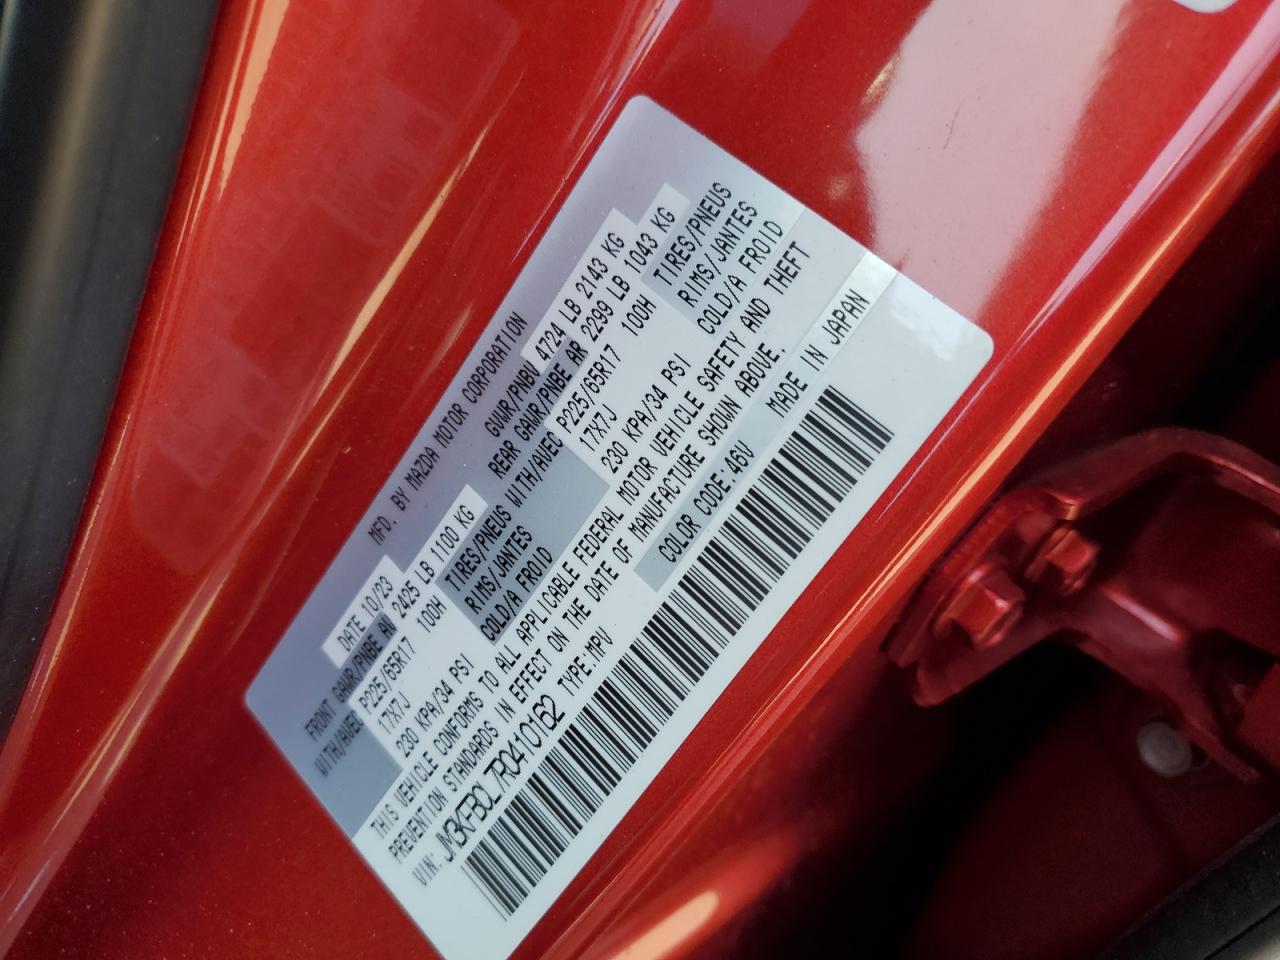 MFD. BY MAZDA MOTOR CORPORATION
DATE 10/23 GVWR/PNBV 4724 LB 2143 KG
FRONT GAWR/PNBE AV 2425 LB 1100 KG REAR GAWR/PNBE AR 2299 LB 1043 KG
WITH/AVEC P225/65R17 100H TIRES/PNEUS WITH/AVEC P225/65R17 100H TIRES/PNEUS
17X7J RIMS/JANTES 17X7J RIMS/JANTES
230 KPA/34 PSI COLD/A FROID 230 KPA/34 PSI COLD/A FROID
THIS VEHICLE CONFORMS TO ALL APPLICABLE FEDERAL MOTOR VEHICLE SAFETY AND THEFT
PREVENTION STANDARDS IN EFFECT ON THE DATE OF MANUFACTURE SHOWN ABOVE.
VIN: JM3KFBCL7R0410162 TYPE:MPV COLOR CODE:46V MADE IN JAPAN